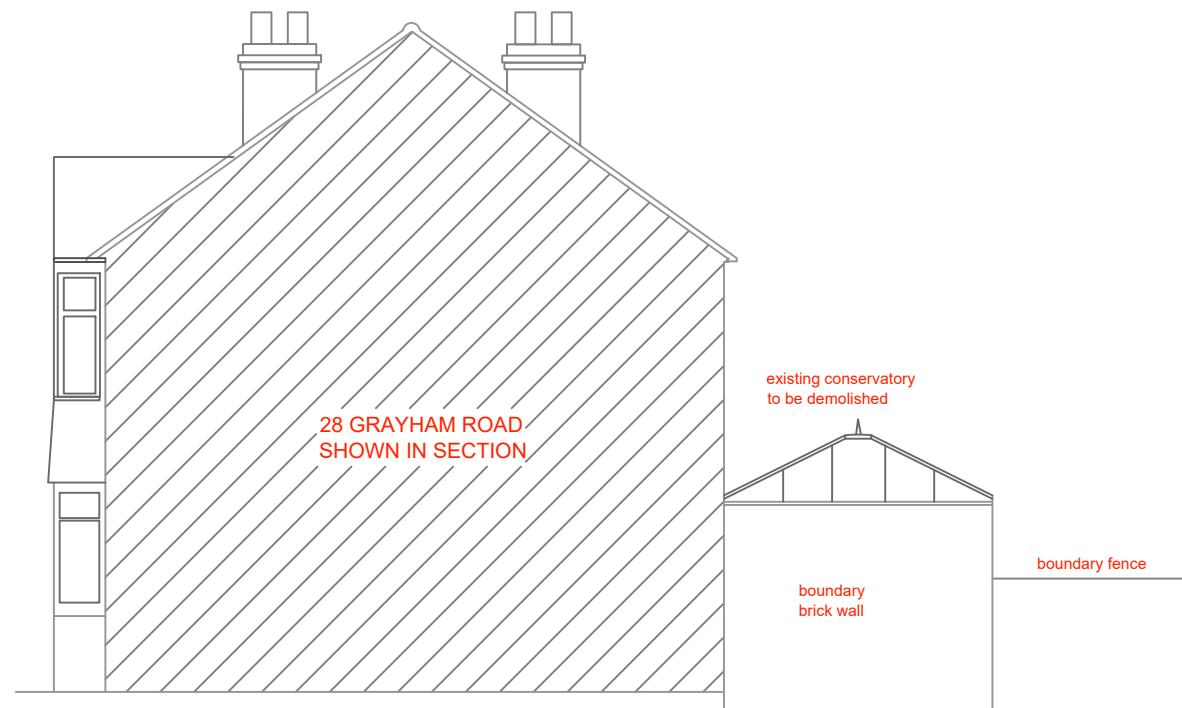 existing conservatory
to be demolished
28 GRAYHAM ROAD
SHOWN IN SECTION
boundary fence
boundary
brick wall